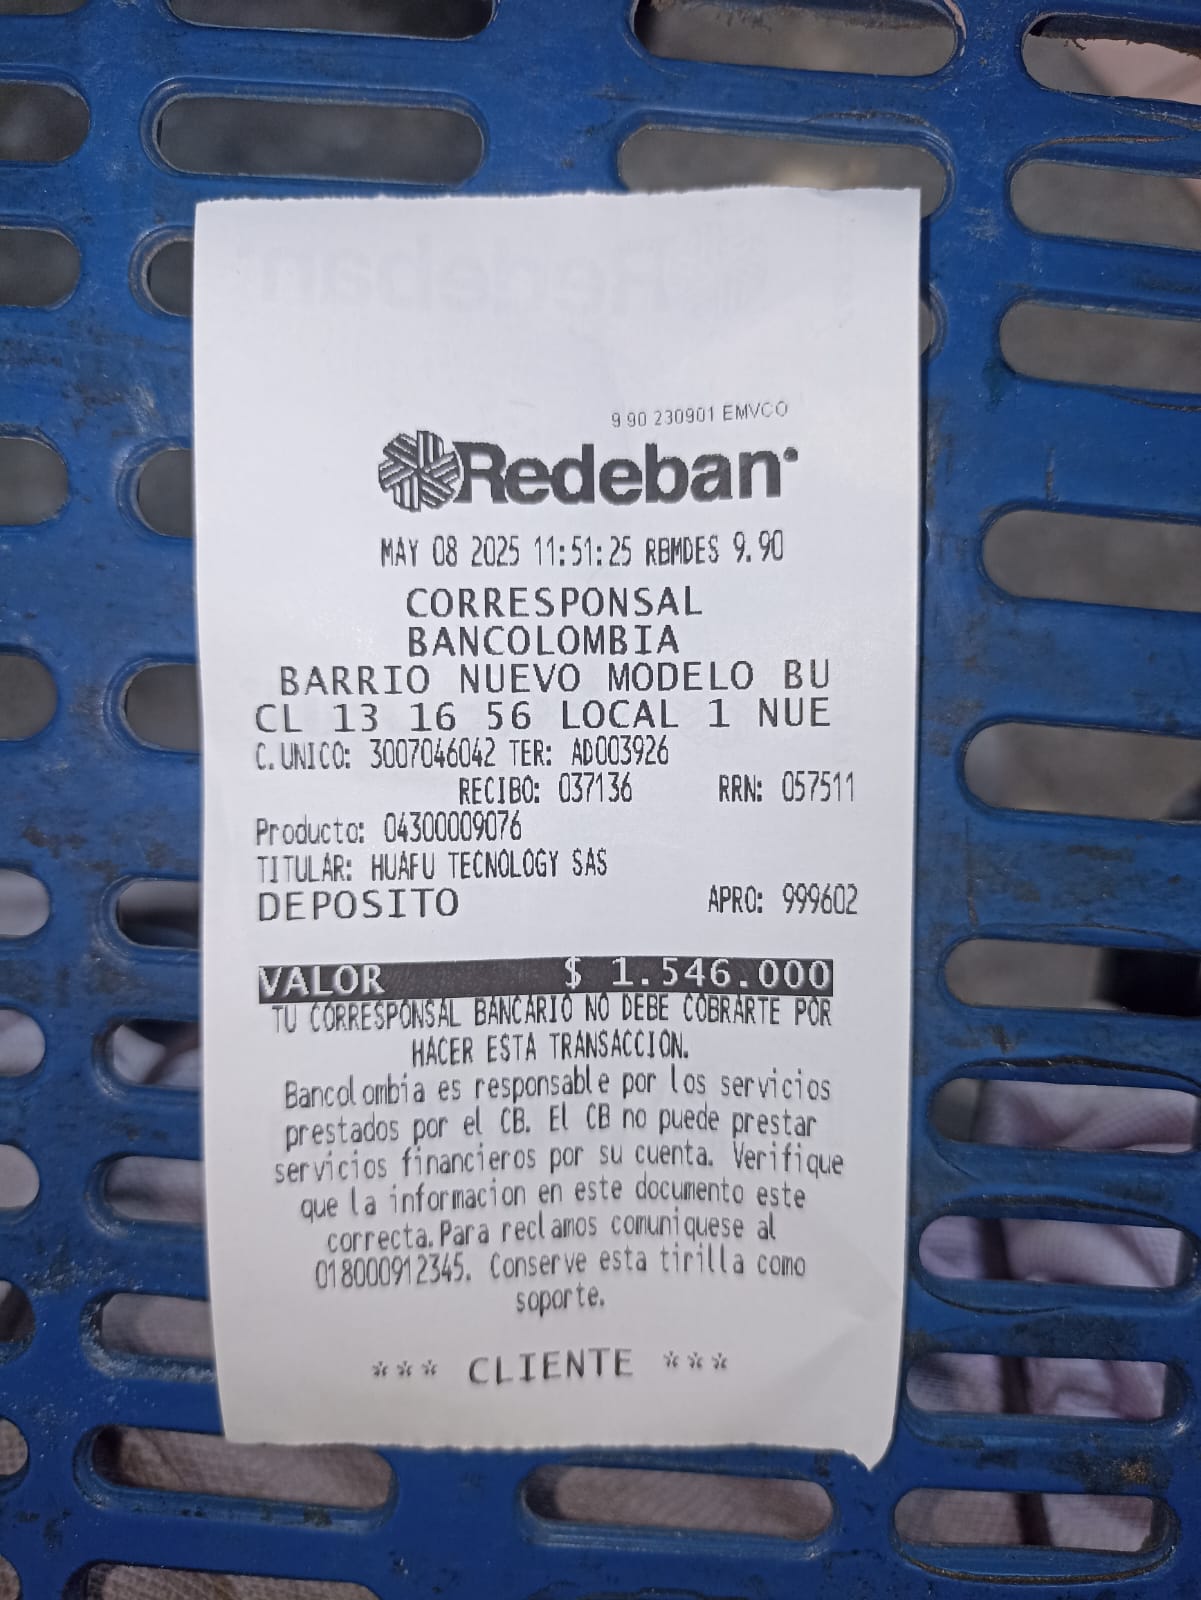 9 90 230901 EMVCO
Redeban
MAY 08 2025 11:51:25 RBMDES 9.90
CORRESPONSAL
BANCOLOMBIA
BARRIO NUEVO MODELO BU
CL 13 16 56 LOCAL 1 NUE
C.UNICO: 3007046042 TER: AD003926
RECIBO: 037136 RRN: 057511
Producto: 04300009076
TITULAR: HUAFU TECNOLOGY SAS
DEPOSITO APRO: 999602
VALOR $ 1.546.000
TU CORRESPONSAL BANCARIO NO DEBE COBRARTE POR
HACER ESTA TRANSACCION.
Bancolombia es responsable por los servicios
prestados por el CB. El CB no puede prestar
servicios financieros por su cuenta. Verifique
que la informacion en este documento este
correcta. Para reclamos comuniquese al
018000912345. Conserve esta tirilla como
soporte.
*** CLIENTE ***